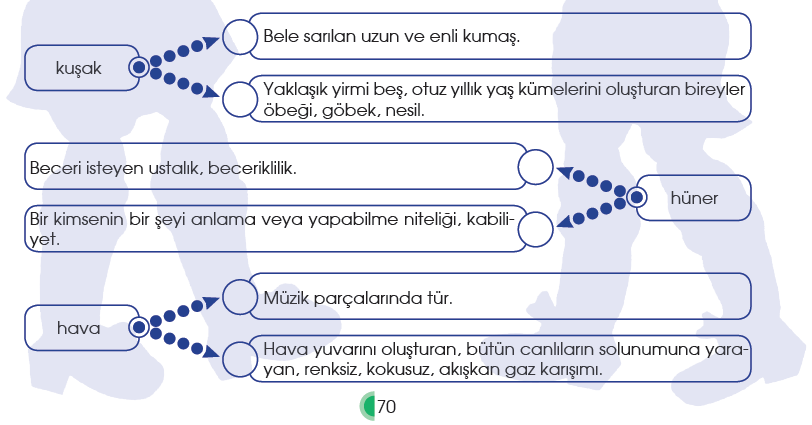 kuşak
Bele sarılan uzun ve enli kumaş.
Yaklaşık yirmi beş, otuz yıllık yaş kümelerini oluşturan bireyler
öbeği, göbek, nesil.
Beceri isteyen ustalık, beceriklilik.
hüner
Bir kimsenin bir şeyi anlama veya yapabilme niteliği, kabili-
yet.
hava
Müzik parçalarında tür.
Hava yuvarını oluşturan, bütün canlıların solunumuna yara-
yan, renksiz, kokusuz, akışkan gaz karışımı.
70